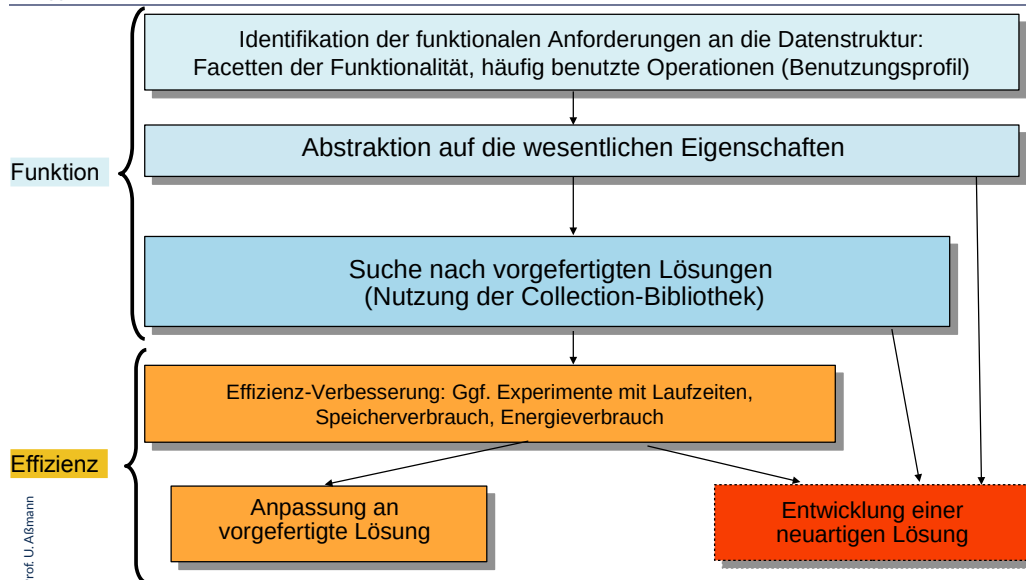 Identifikation der funktionalen Anforderungen an die Datenstruktur:
Facetten der Funktionalität, häufig benutzte Operationen (Benutzungsprofil)
Abstraktion auf die wesentlichen Eigenschaften
Funktion
Suche nach vorgefertigten Lösungen
(Nutzung der Collection-Bibliothek)
Effizienz-Verbesserung: Ggf. Experimente mit Laufzeiten,
Speicherverbrauch, Energieverbrauch
Effizienz
Anpassung an
vorgefertigte Lösung
Entwicklung einer
neuartigen Lösung
Prof. U. Aßmann